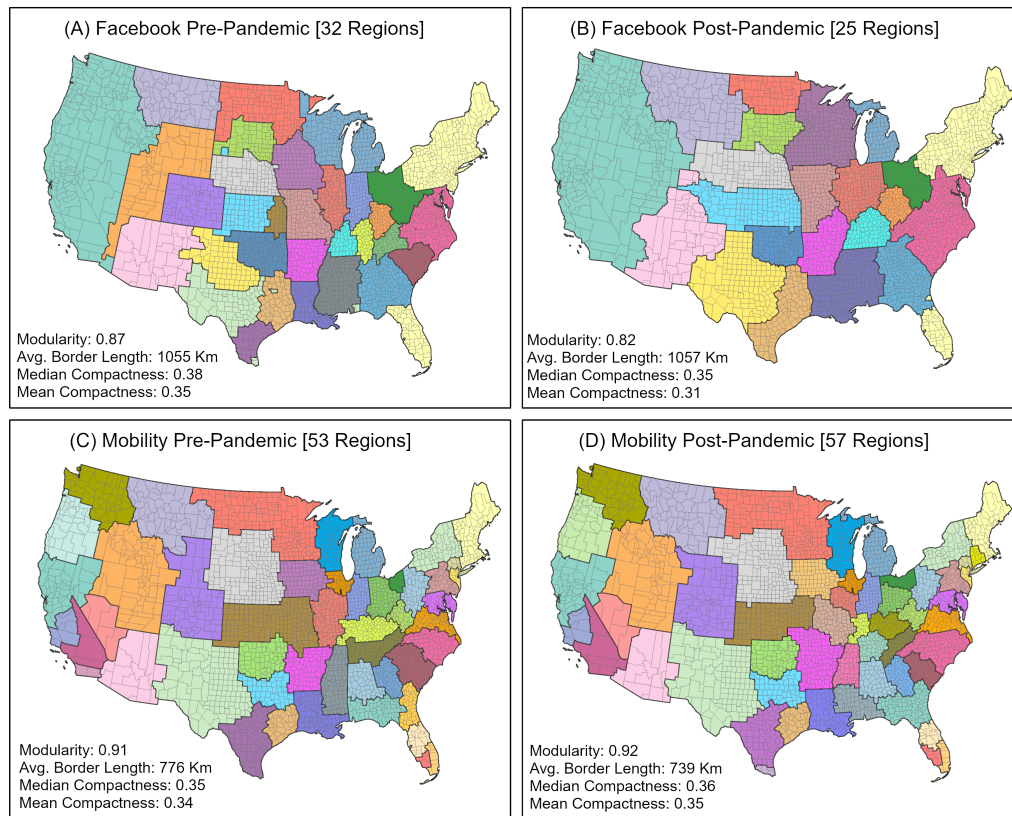 (A) Facebook Pre-Pandemic [32 Regions]
Modularity: 0.87
Avg. Border Length: 1055 Km
Median Compactness: 0.38
Mean Compactness: 0.35
(B) Facebook Post-Pandemic [25 Regions]
Modularity: 0.82
Avg. Border Length: 1057 Km
Median Compactness: 0.35
Mean Compactness: 0.31
(C) Mobility Pre-Pandemic [53 Regions]
Modularity: 0.91
Avg. Border Length: 776 Km
Median Compactness: 0.35
Mean Compactness: 0.34
(D) Mobility Post-Pandemic [57 Regions]
Modularity: 0.92
Avg. Border Length: 739 Km
Median Compactness: 0.36
Mean Compactness: 0.35